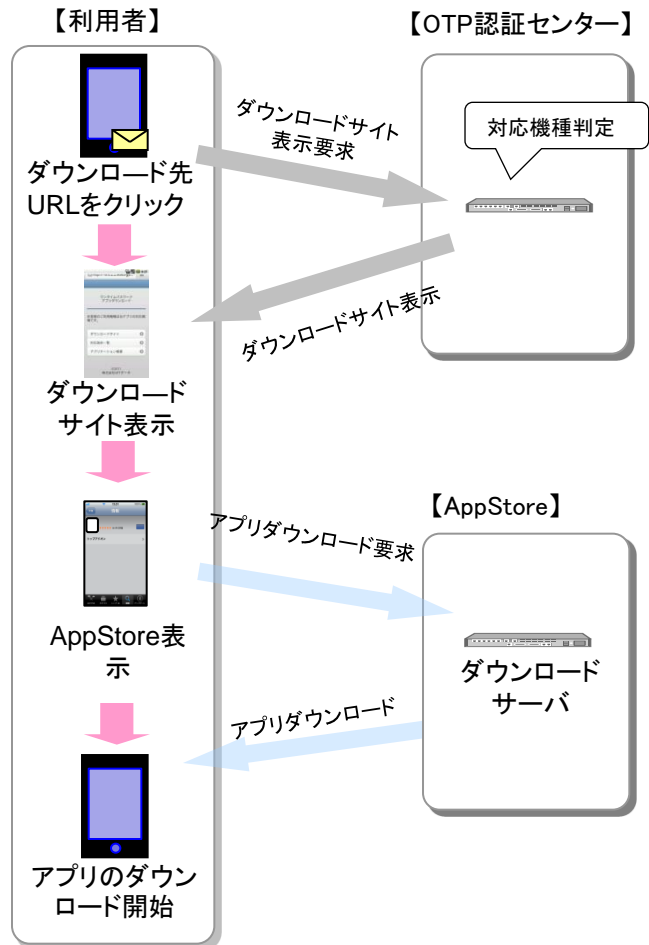 【利用者】
【OTP認証センター】
ダウンロードサイト
表示要求
対応機種判定
ダウンロ―ド先
URLをクリック
ダウンロードサイト表示
ダウンロ―ド
サイト表示
【AppStore】
アプリダウンロード要求
AppStore表
示
ダウンロード
サーバ
アプリダウンロード
アプリのダウン
ロード開始